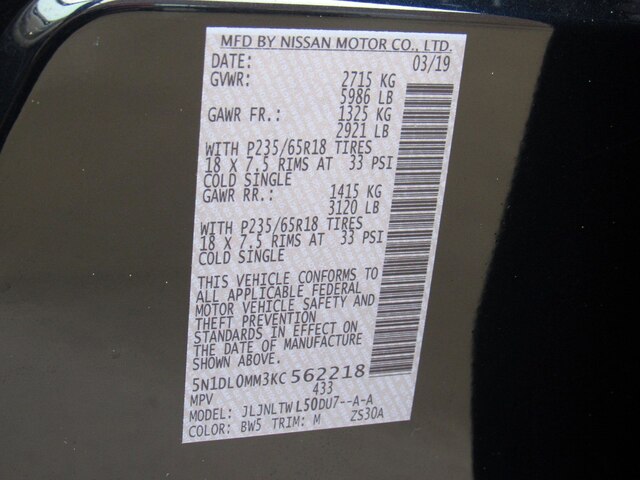 MFD BY NISSAN MOTOR CO., LTD.
DATE: 03/19
GVWR: 2715 KG
5986 LB
GAWR FR.: 1325 KG
2921 LB
WITH P235/65R18 TIRES
18 X 7.5 RIMS AT 33 PSI
COLD SINGLE
GAWR RR.: 1415 KG
3120 LB
WITH P235/65R18 TIRES
18 X 7.5 RIMS AT 33 PSI
COLD SINGLE
THIS VEHICLE CONFORMS TO
ALL APPLICABLE FEDERAL
MOTOR VEHICLE SAFETY AND
THEFT PREVENTION
STANDARDS IN EFFECT ON
THE DATE OF MANUFACTURE
SHOWN ABOVE.
5N1DL0MM3KC562218
MPV 433
MODEL: JLJNLTW L50DU7--A-A
COLOR: BW5 TRIM: M ZS30A